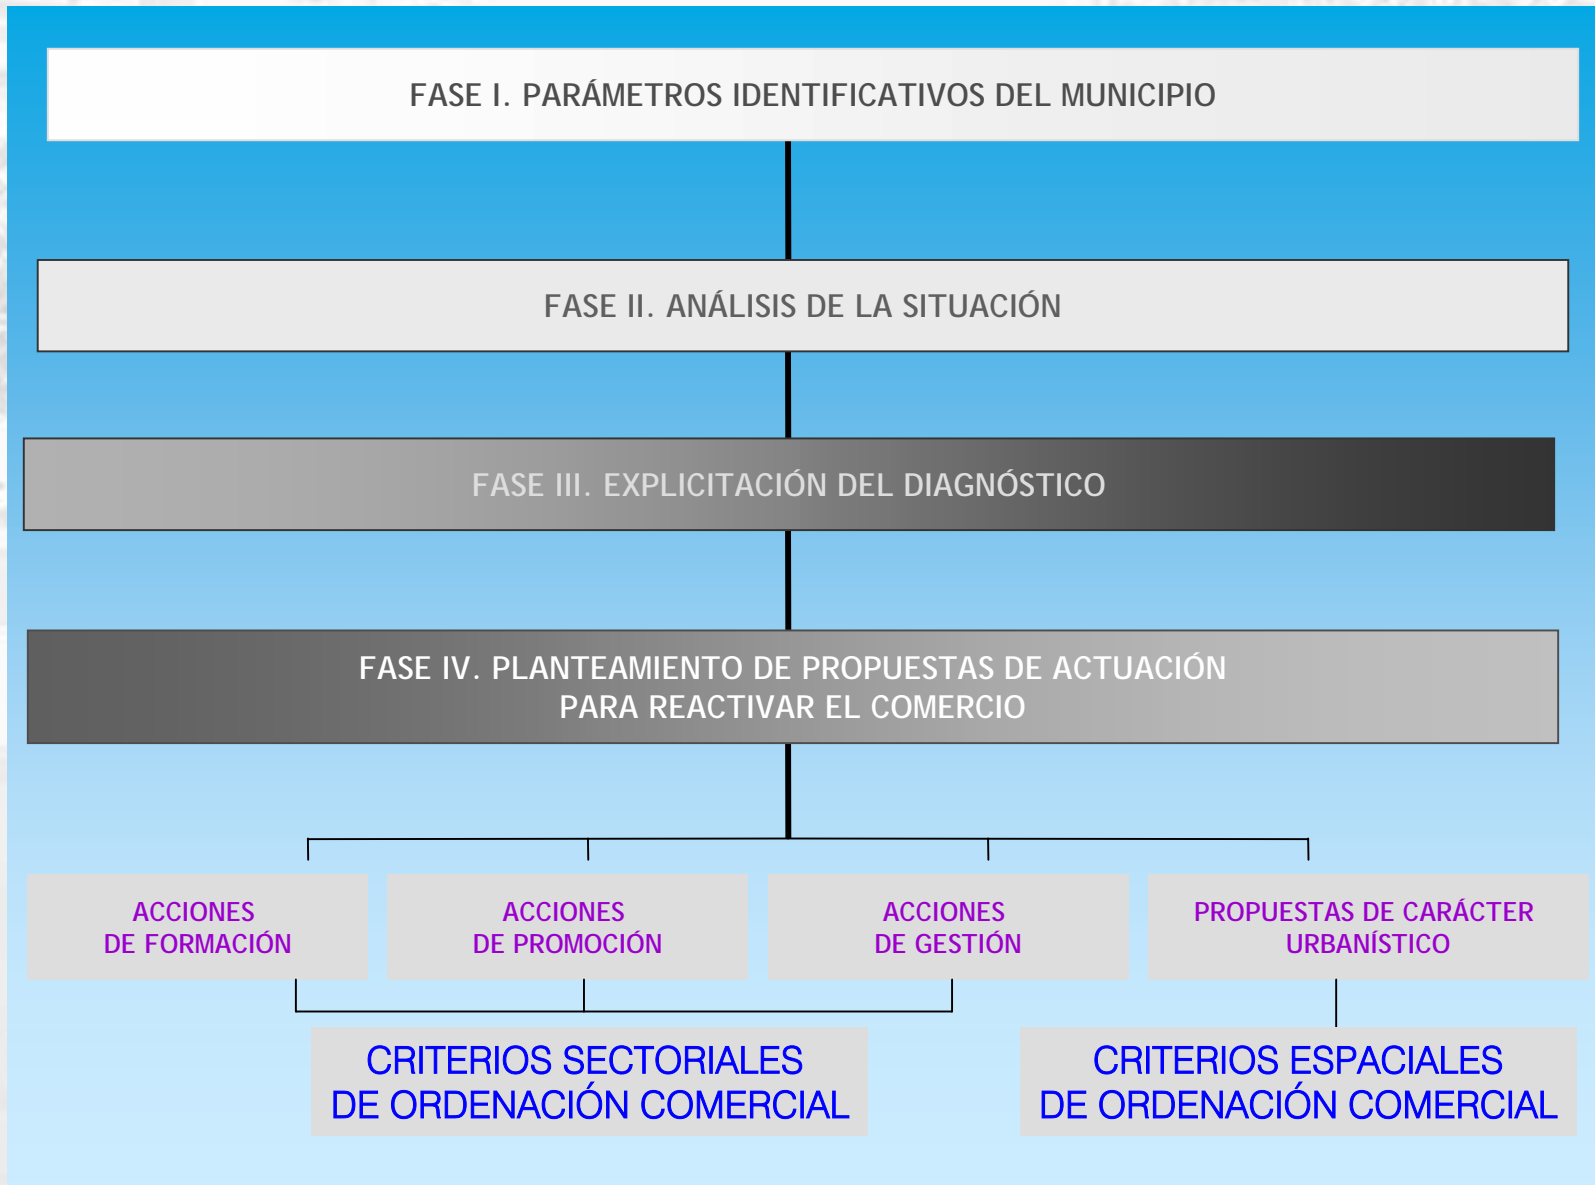 FASE I. PARÁMETROS IDENTIFICATIVOS DEL MUNICIPIO
FASE II. ANÁLISIS DE LA SITUACIÓN
FASE III. EXPLICITACIÓN DEL DIAGNÓSTICO
FASE IV. PLANTEAMIENTO DE PROPUESTAS DE ACTUACIÓN
PARA REACTIVAR EL COMERCIO
ACCIONES
DE FORMACIÓN
ACCIONES
DE PROMOCIÓN
ACCIONES
DE GESTIÓN
PROPUESTAS DE CARÁCTER
URBANÍSTICO
CRITERIOS SECTORIALES
DE ORDENACIÓN COMERCIAL
CRITERIOS ESPACIALES
DE ORDENACIÓN COMERCIAL